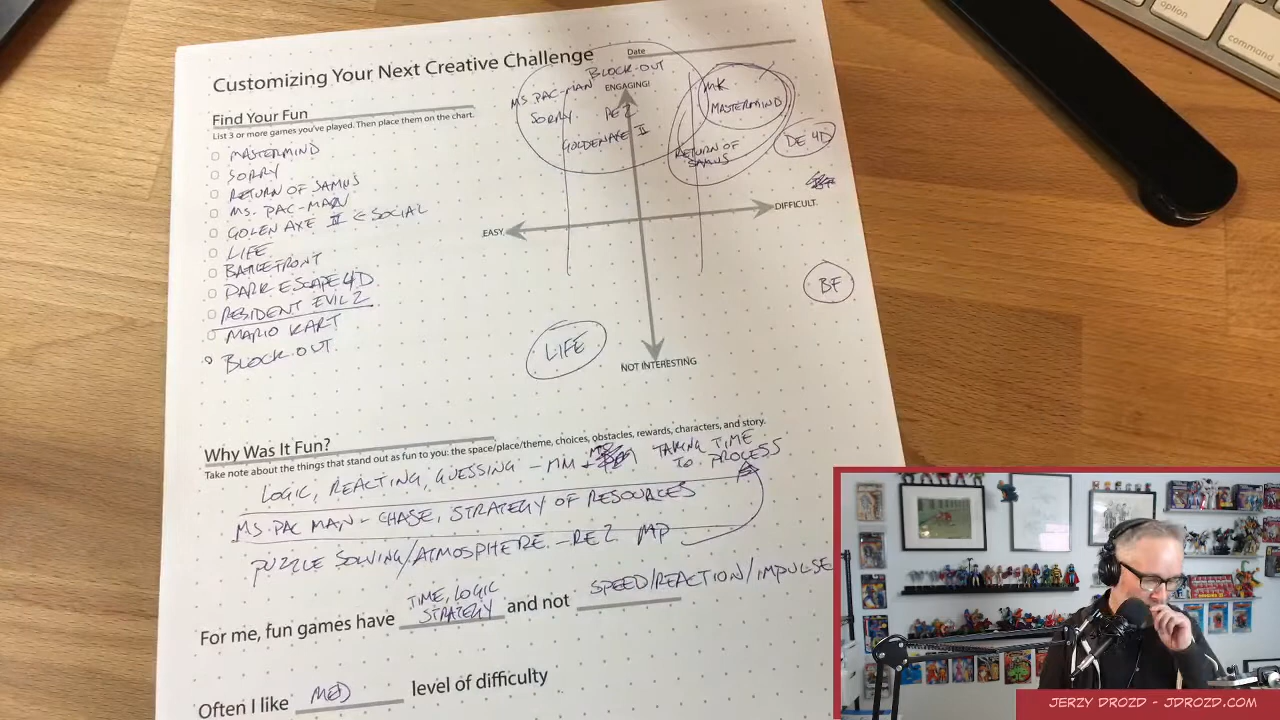 option
command
Customizing Your Next Creative Challenge
Date
Find Your Fun
List 3 or more games you've played. Then place them on the chart.
MASTERMIND
SORRY
RETURN OF SAMUS
MS. PAC-MAN
GOLEN AXE II ← SOCIAL
LIFE
BATTLEFRONT
DARK ESCAPE 4D
RESIDENT EVIL 2
MARIO KART
BLOCK-OUT
BLOCK-OUT
ENGAGING!
MS. PAC-MAN
SORRY
RE2
GOLDEN AXE II
MK
MASTERMIND
RETURN OF
SAMUS
DE 4D
DIFFICULT
EASY
BF
LIFE
NOT INTERESTING
Why Was It Fun?
Take note about the things that stand out as fun to you: the space/place/theme, choices, obstacles, rewards, characters, and story.
LOGIC, REACTING, GUESSING - MM + TAKING TIME
TO PROCESS
MS. PAC MAN - CHASE, STRATEGY OF RESOURCES
PUZZLE SOLVING/ATMOSPHERE. - RE2 MP
For me, fun games have TIME, LOGIC STRATEGY and not SPEED/REACTION/IMPULSE
Often I like MED level of difficulty
JERZY DROZD - JDROZD.COM